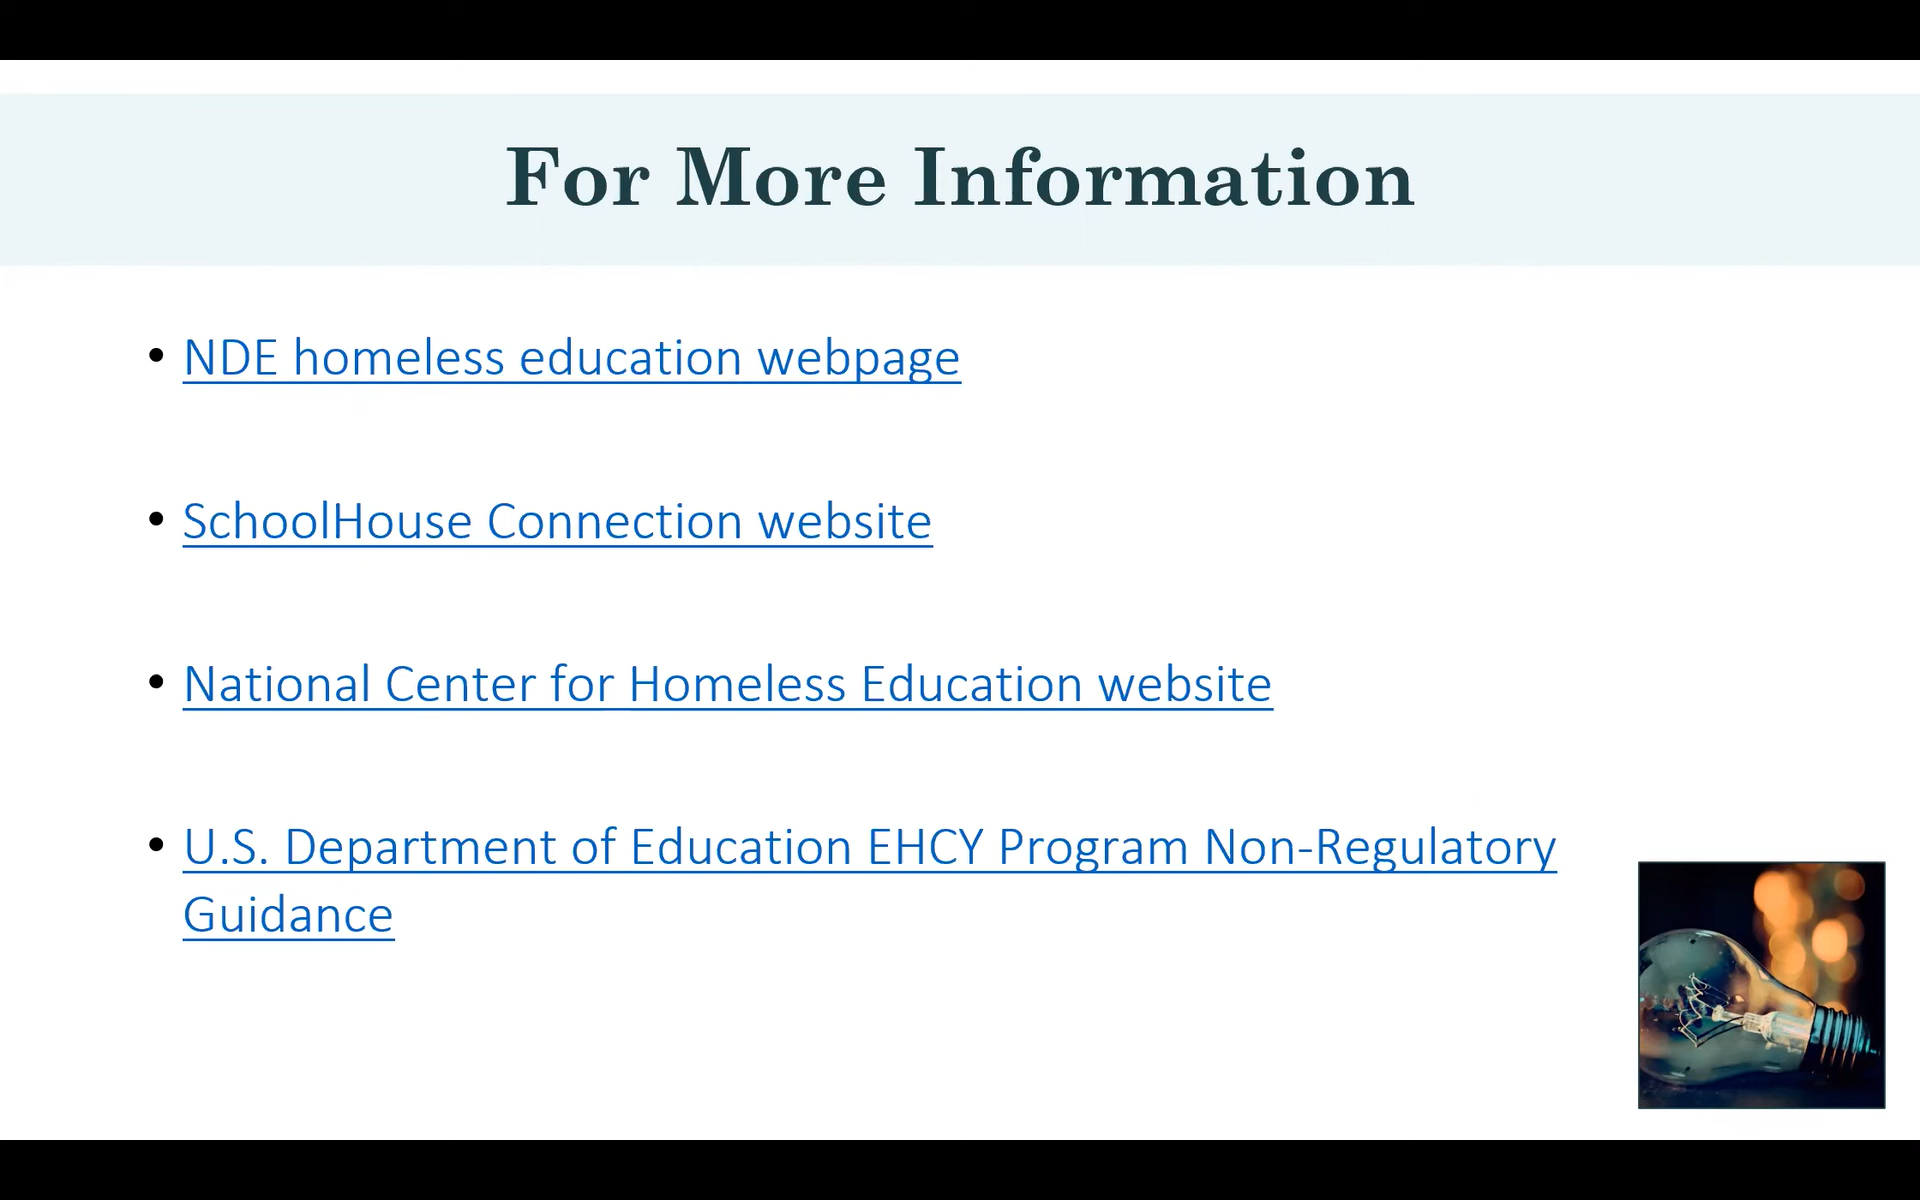 For More Information
• NDE homeless education webpage
• SchoolHouse Connection website
• National Center for Homeless Education website
• U.S. Department of Education EHCY Program Non-Regulatory
Guidance